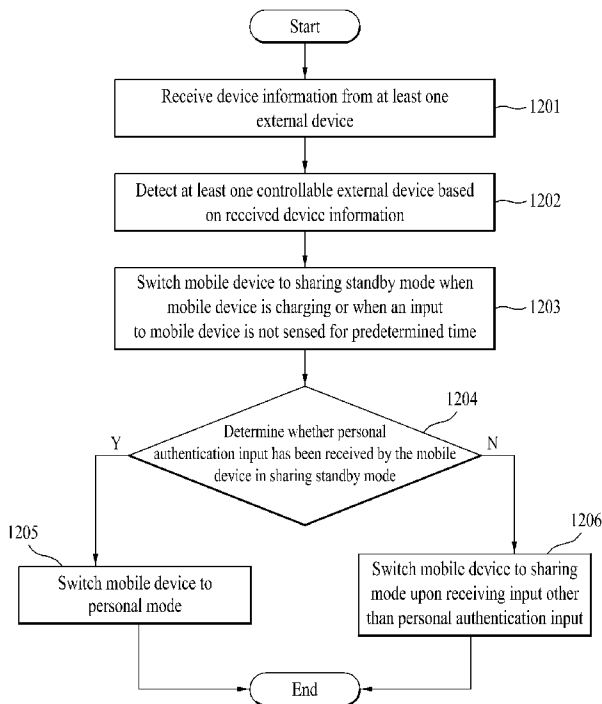 Start
Receive device information from at least one
external device
1201
Detect at least one controllable external device based
on received device information
1202
Switch mobile device to sharing standby mode when
mobile device is charging or when an input
to mobile device is not sensed for predetermined time
1203
1204
Determine whether personal
authentication input has been received by the mobile
device in sharing standby mode
Y
N
1205
Switch mobile device to
personal mode
1206
Switch mobile device to sharing
mode upon receiving input other
than personal authentication input
End